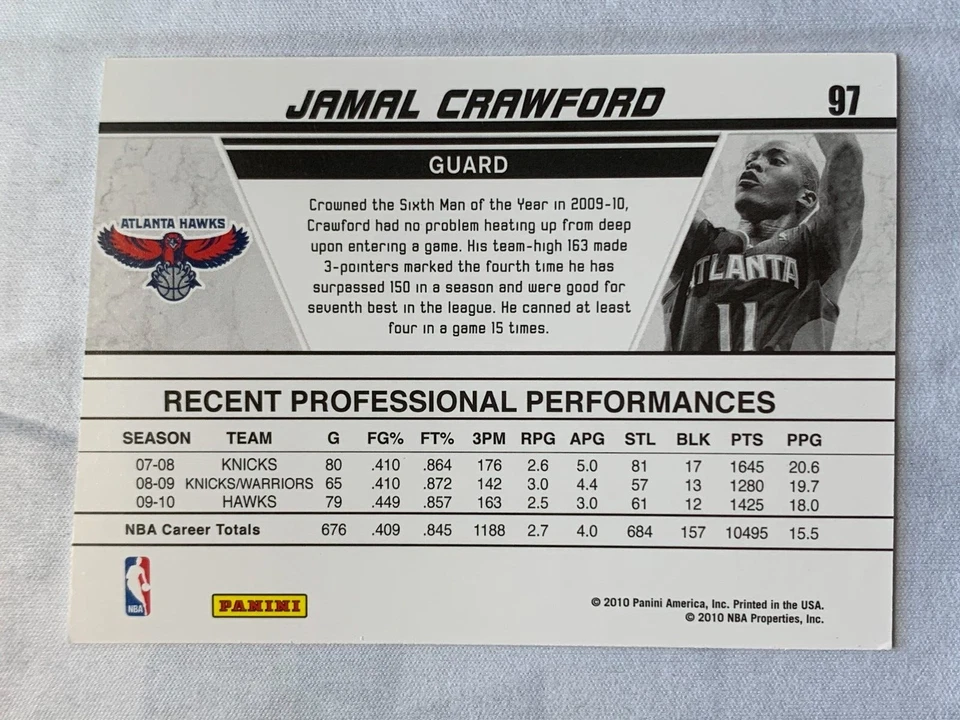 JAMAL CRAWFORD
97
GUARD
ATLANTA HAWKS
Crowned the Sixth Man of the Year in 2009-10,
Crawford had no problem heating up from deep
upon entering a game. His team-high 163 made
3-pointers marked the fourth time he has
surpassed 150 in a season and were good for
seventh best in the league. He canned at least
four in a game 15 times.
ATLANTA
11
RECENT PROFESSIONAL PERFORMANCES
SEASON TEAM G FG% FT% 3PM RPG APG STL BLK PTS PPG
07-08 KNICKS 80 .410 .864 176 2.6 5.0 81 17 1645 20.6
08-09 KNICKS/WARRIORS 65 .410 .872 142 3.0 4.4 57 13 1280 19.7
09-10 HAWKS 79 .449 .857 163 2.5 3.0 61 12 1425 18.0
NBA Career Totals 676 .409 .845 1188 2.7 4.0 684 157 10495 15.5
NBA
PANINI
© 2010 Panini America, Inc. Printed in the USA.
© 2010 NBA Properties, Inc.